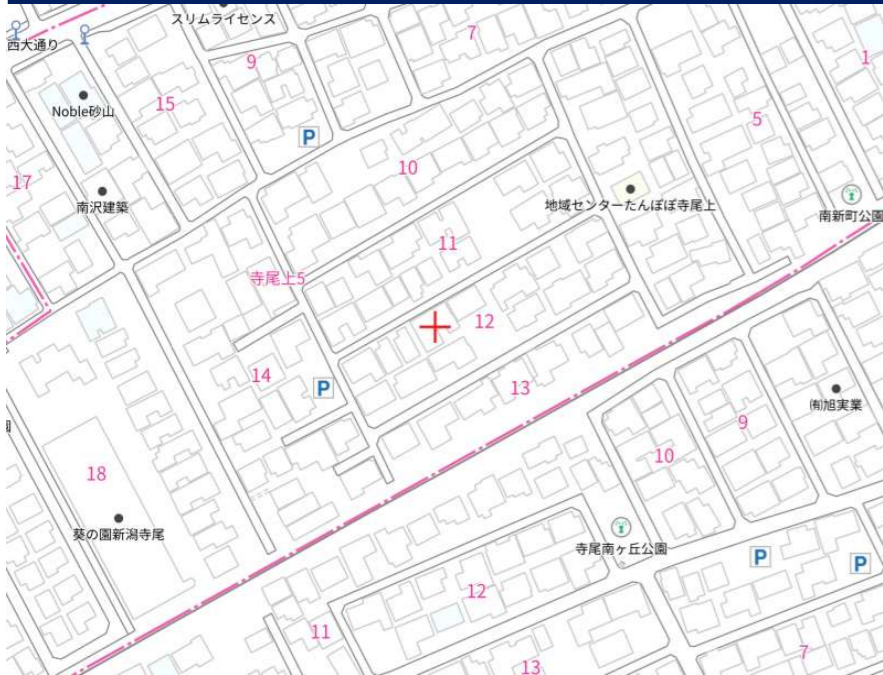 スリムライセンス
西大通り
7
9
1
15
Noble砂山
5
P
10
17
地域センターたんぽぽ寺尾上
南沢建築
南新町公園
11
寺尾上5
12
14
P
13
㈲旭実業
9
10
18
葵の園新潟寺尾
寺尾南ヶ丘公園
P
P
12
11
7
13